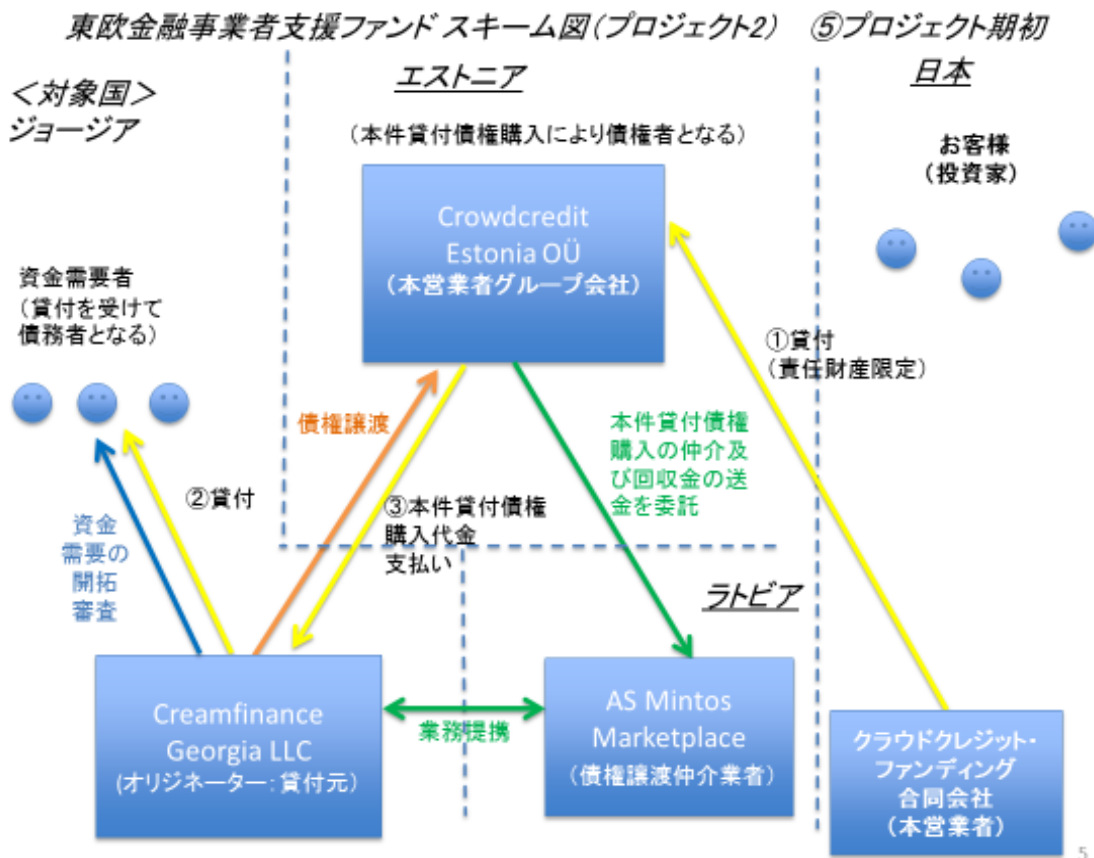 東欧金融事業者支援ファンド スキーム図(プロジェクト2) ⑤プロジェクト期初
<対象国>
ジョージア
エストニア
日本
(本件貸付債権購入により債権者となる)
お客様
(投資家)
Crowdcredit
Estonia OÜ
(本営業者グループ会社)
資金需要者
(貸付を受けて
債務者となる)
①貸付
(責任財産限定)
債権譲渡
本件貸付債権
購入の仲介及
び回収金の送
金を委託
②貸付
③本件貸付債権
購入代金
支払い
資金
需要の
開拓
審査
ラトビア
Creamfinance
Georgia LLC
(オリジネーター:貸付元)
業務提携
AS Mintos
Marketplace
(債権譲渡仲介業者)
クラウドクレジット・
ファンディング
合同会社
(本営業者)
5